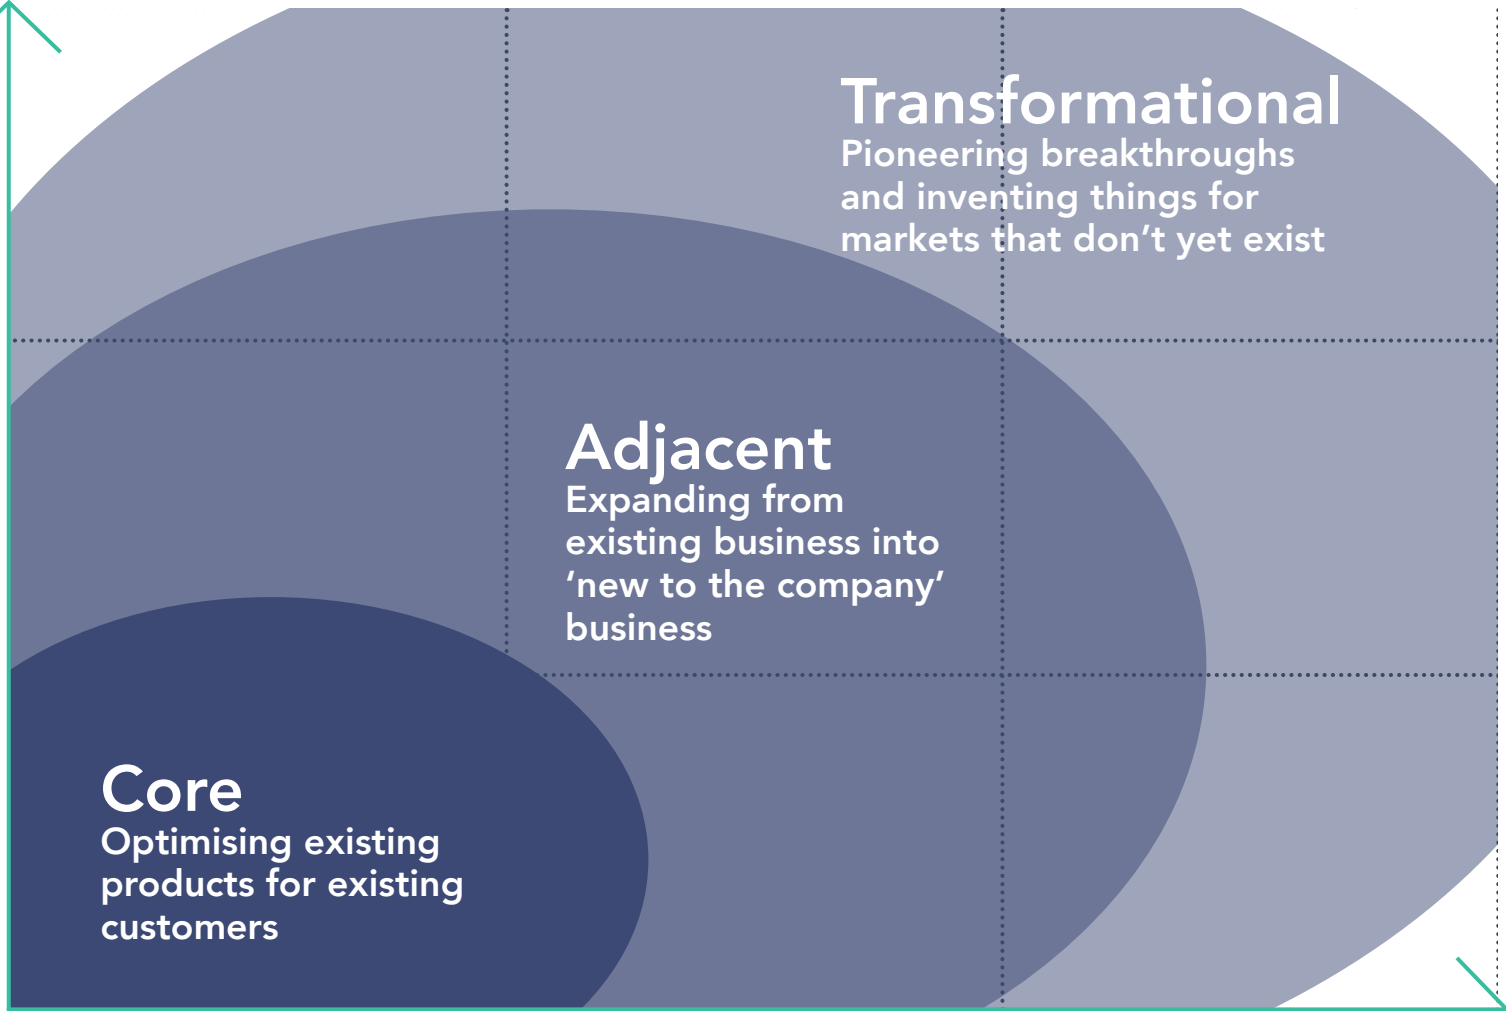 Transformational
Pioneering breakthroughs
and inventing things for
markets that don’t yet exist
Adjacent
Expanding from
existing business into
‘new to the company’
business
Core
Optimising existing
products for existing
customers